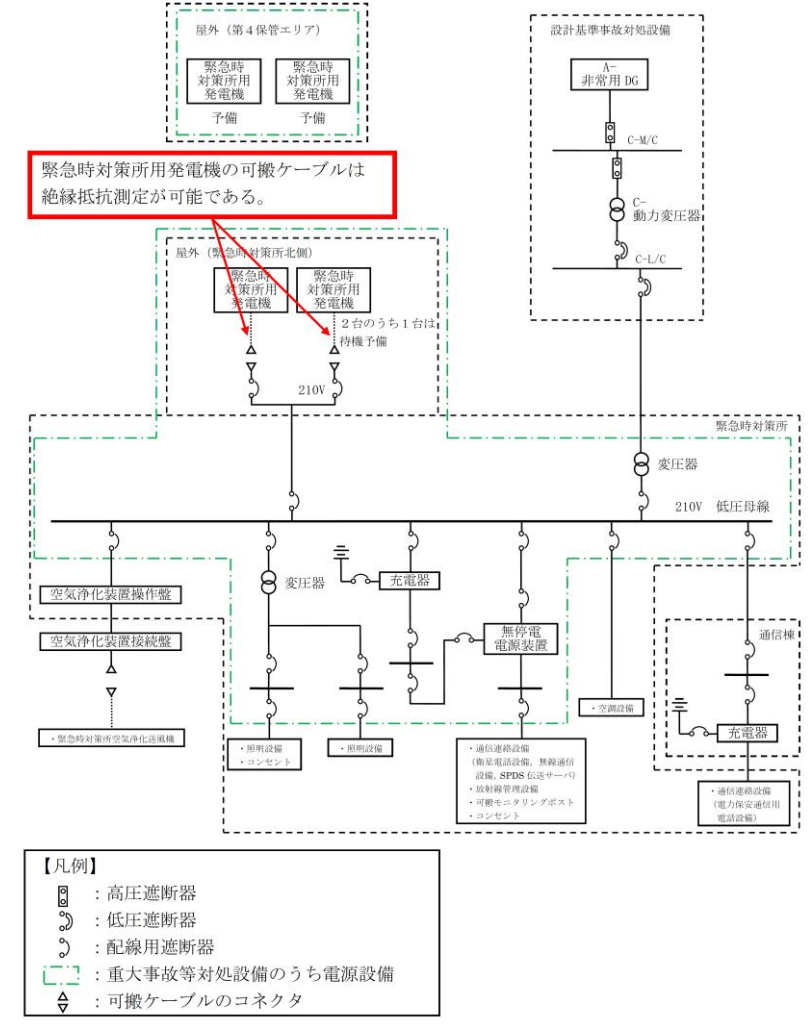 屋外（第４保管エリア）
緊急時
対策所用
発電機
緊急時
対策所用
発電機
予備
予備
設計基準事故対処設備
A-
非常用 DG
C-M/C
C-
動力変圧器
C-L/C
緊急時対策所用発電機の可搬ケーブルは
絶縁抵抗測定が可能である。
屋外（緊急時対策所北側）
緊急時
対策所用
発電機
緊急時
対策所用
発電機
２台のうち１台は
待機予備
210V
緊急時対策所
変圧器
210V 低圧母線
空気浄化装置操作盤
空気浄化装置接続盤
・緊急時対策所空気浄化送風機
変圧器
充電器
無停電
電源装置
・照明設備
・コンセント
・照明設備
・通信連絡設備
（衛星電話設備，無線通信
設備，SPDS 伝送サーバ）
・放射線管理設備
・可搬モニタリングポスト
・コンセント
・空調設備
通信棟
充電器
・通信連絡設備
（電力保安通信用
電話設備）
【凡例】
：高圧遮断器
：低圧遮断器
：配線用遮断器
：重大事故等対処設備のうち電源設備
：可搬ケーブルのコネクタ